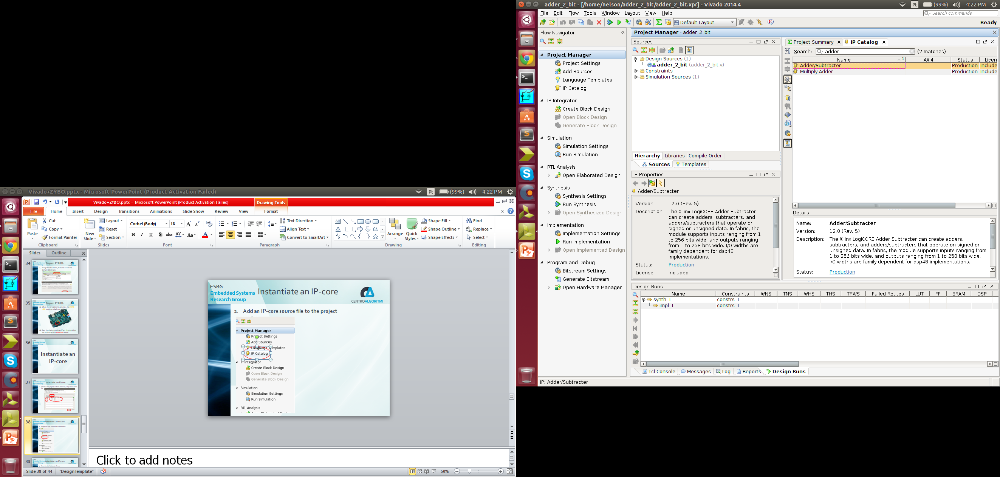 Vivado+ZYBO.pptx - Microsoft PowerPoint (Product Activation Failed)
Pt (99%) 4:22 PM
Vivado+ZYBO.pptx - Microsoft PowerPoint (Product Activation Failed)
Drawing Tools
File Home Insert Design Transitions Animations Slide Show Review View Format
Paste
Cut
Copy
Format Painter
Clipboard
New Slide
Layout
Reset
Section
Slides
Corbel (Body) 18
Font
Text Direction
Align Text
Convert to SmartArt
Paragraph
Arrange
Quick Styles
Shape Fill
Shape Outline
Shape Effects
Drawing
Find
Replace
Select
Editing
Slides Outline
34
Program ZYBO PL
35
Program ZYBO PL
36
Instantiate an
IP-core
37
Instantiate an IP-core
38
Instantiate an IP-core
39
Instantiate an IP-core
ESRG
Embedded Systems
Research Group
Instantiate an IP-core
CENTROALGORITMI
2. Add an IP-core source file to the project
Project Manager
Project Settings
Add Sources
Language Templates
IP Catalog
IP Integrator
Create Block Design
Open Block Design
Generate Block Design
Simulation
Simulation Settings
Run Simulation
RTL Analysis
Click to add notes
Slide 38 of 44 "DesignTemplate" 50%
adder_2_bit - [/home/nelson/adder_2_bit/adder_2_bit.xpr] - Vivado 2014.4
Pt (99%) 4:22 PM
File Edit Flow Tools Window Layout View Help
Search commands
Default Layout
Ready
Flow Navigator
Project Manager
Project Settings
Add Sources
Language Templates
IP Catalog
IP Integrator
Create Block Design
Open Block Design
Generate Block Design
Simulation
Simulation Settings
Run Simulation
RTL Analysis
Open Elaborated Design
Synthesis
Synthesis Settings
Run Synthesis
Open Synthesized Design
Implementation
Implementation Settings
Run Implementation
Open Implemented Design
Program and Debug
Bitstream Settings
Generate Bitstream
Open Hardware Manager
Project Manager - adder_2_bit
Sources
Design Sources (1)
adder_2_bit (adder_2_bit.v)
Constraints
Simulation Sources (1)
Hierarchy Libraries Compile Order
Sources Templates
IP Properties
Adder/Subtracter
Version: 12.0 (Rev. 5)
Description: The Xilinx LogiCORE Adder Subtracter
can create adders, subtracters, and
adders/subtracters that operate on
signed or unsigned data. In fabric, the
module supports inputs ranging from 1
to 256 bits wide, and outputs ranging
from 1 to 258 bits wide. I/O widths are
family dependent for dsp48
implementations.
Status: Production
License: Included
Project Summary IP Catalog
Search: adder (2 matches)
Name 1 AXI4 Status Licen
Adder/Subtracter Production Include
Multiply Adder Production Include
Details
Name: Adder/Subtracter
Version: 12.0 (Rev. 5)
Description: The Xilinx LogiCORE Adder Subtracter can create adders,
subtracters, and adders/subtracters that operate on signed or
unsigned data. In fabric, the module supports inputs ranging from
1 to 256 bits wide, and outputs ranging from 1 to 258 bits wide.
I/O widths are family dependent for dsp48 implementations.
Status: Production
Design Runs
Name Constraints WNS TNS WHS THS TPWS Failed Routes LUT FF BRAM DSP
synth_1 constrs_1
impl_1 constrs_1
Tcl Console Messages Log Reports Design Runs
IP: Adder/Subtracter